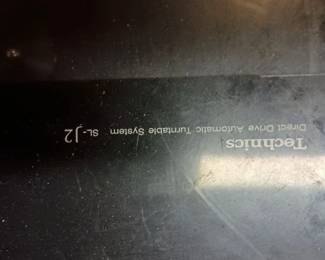 Technics
Direct Drive Automatic Turntable System SL-J2